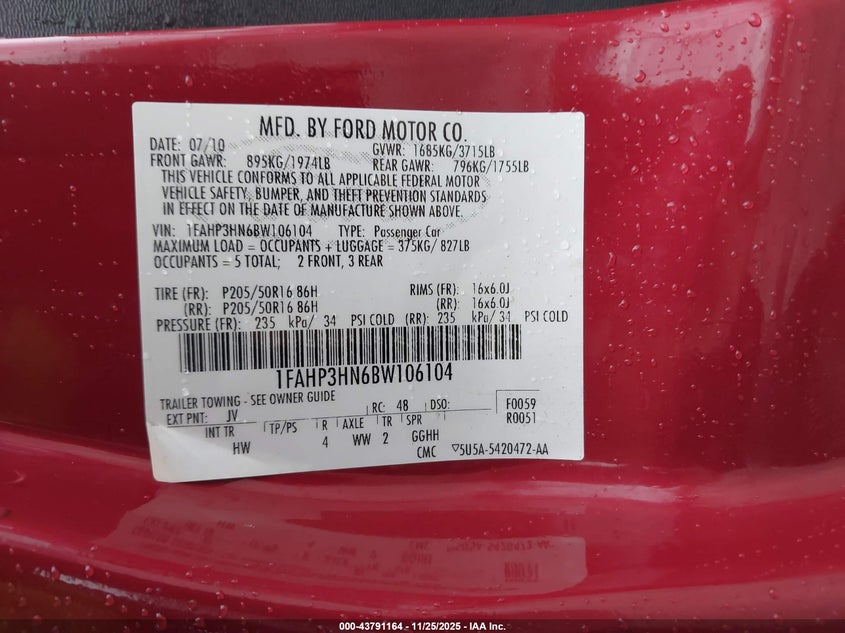 MFD. BY FORD MOTOR CO.
DATE: 07/10 GVWR: 1685KG/3715LB
FRONT GAWR: 895KG/1974LB REAR GAWR: 796KG/1755LB
THIS VEHICLE CONFORMS TO ALL APPLICABLE FEDERAL MOTOR
VEHICLE SAFETY, BUMPER, AND THEFT PREVENTION STANDARDS
IN EFFECT ON THE DATE OF MANUFACTURE SHOWN ABOVE.
VIN: 1FAHP3HN6BW106104 TYPE: Passenger Car
MAXIMUM LOAD = OCCUPANTS + LUGGAGE = 375KG/ 827LB
OCCUPANTS = 5 TOTAL; 2 FRONT, 3 REAR
TIRE (FR): P205/50R16 86H RIMS (FR): 16x6.0J
(RR): P205/50R16 86H (RR): 16x6.0J
PRESSURE (FR): 235 kPa/ 34 PSI COLD (RR): 235 kPa/ 34 PSI COLD
1FAHP3HN6BW106104
TRAILER TOWING - SEE OWNER GUIDE
EXT PNT: JV RC: 48 DSO: F0059
R0051
INT TR TP/PS R AXLE TR SPR
HW 4 WW 2 GGHH
CMC 5U5A-5420472-AA
000-43791164 - 11/25/2025 - IAA Inc.